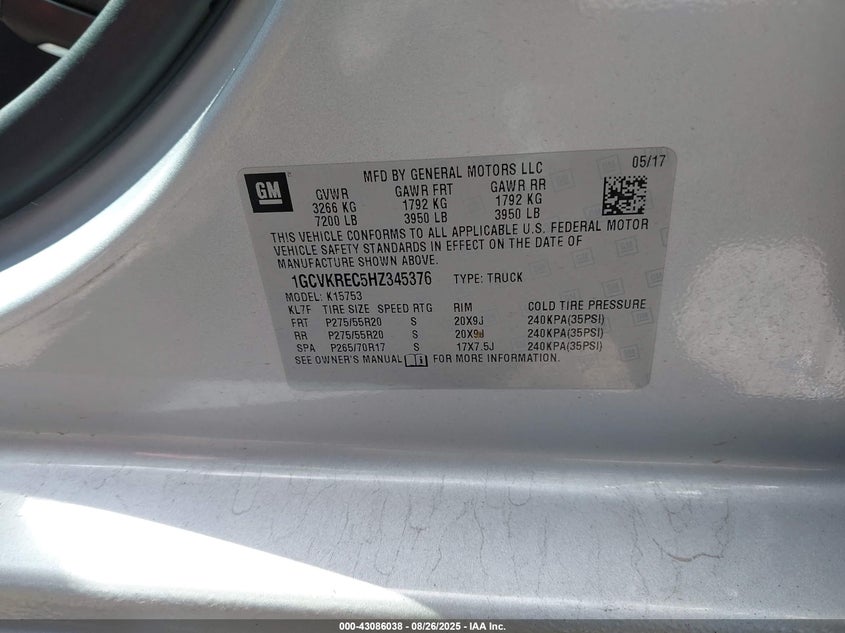 MFD BY GENERAL MOTORS LLC 05/17
GM GVWR GAWR FRT GAWR RR
3266 KG 1792 KG 1792 KG
7200 LB 3950 LB 3950 LB
THIS VEHICLE CONFORMS TO ALL APPLICABLE U.S. FEDERAL MOTOR
VEHICLE SAFETY STANDARDS IN EFFECT ON THE DATE OF
MANUFACTURE SHOWN ABOVE.
1GCVKREC5HZ345376 TYPE: TRUCK
MODEL: K15753
KL7F TIRE SIZE SPEED RTG RIM COLD TIRE PRESSURE
FRT P275/55R20 S 20X9J 240KPA(35PSI)
RR P275/55R20 S 20X9J 240KPA(35PSI)
SPA P265/70R17 S 17X7.5J 240KPA(35PSI)
SEE OWNER'S MANUAL FOR MORE INFORMATION.
000-43086038 - 08/26/2025 - IAA Inc.